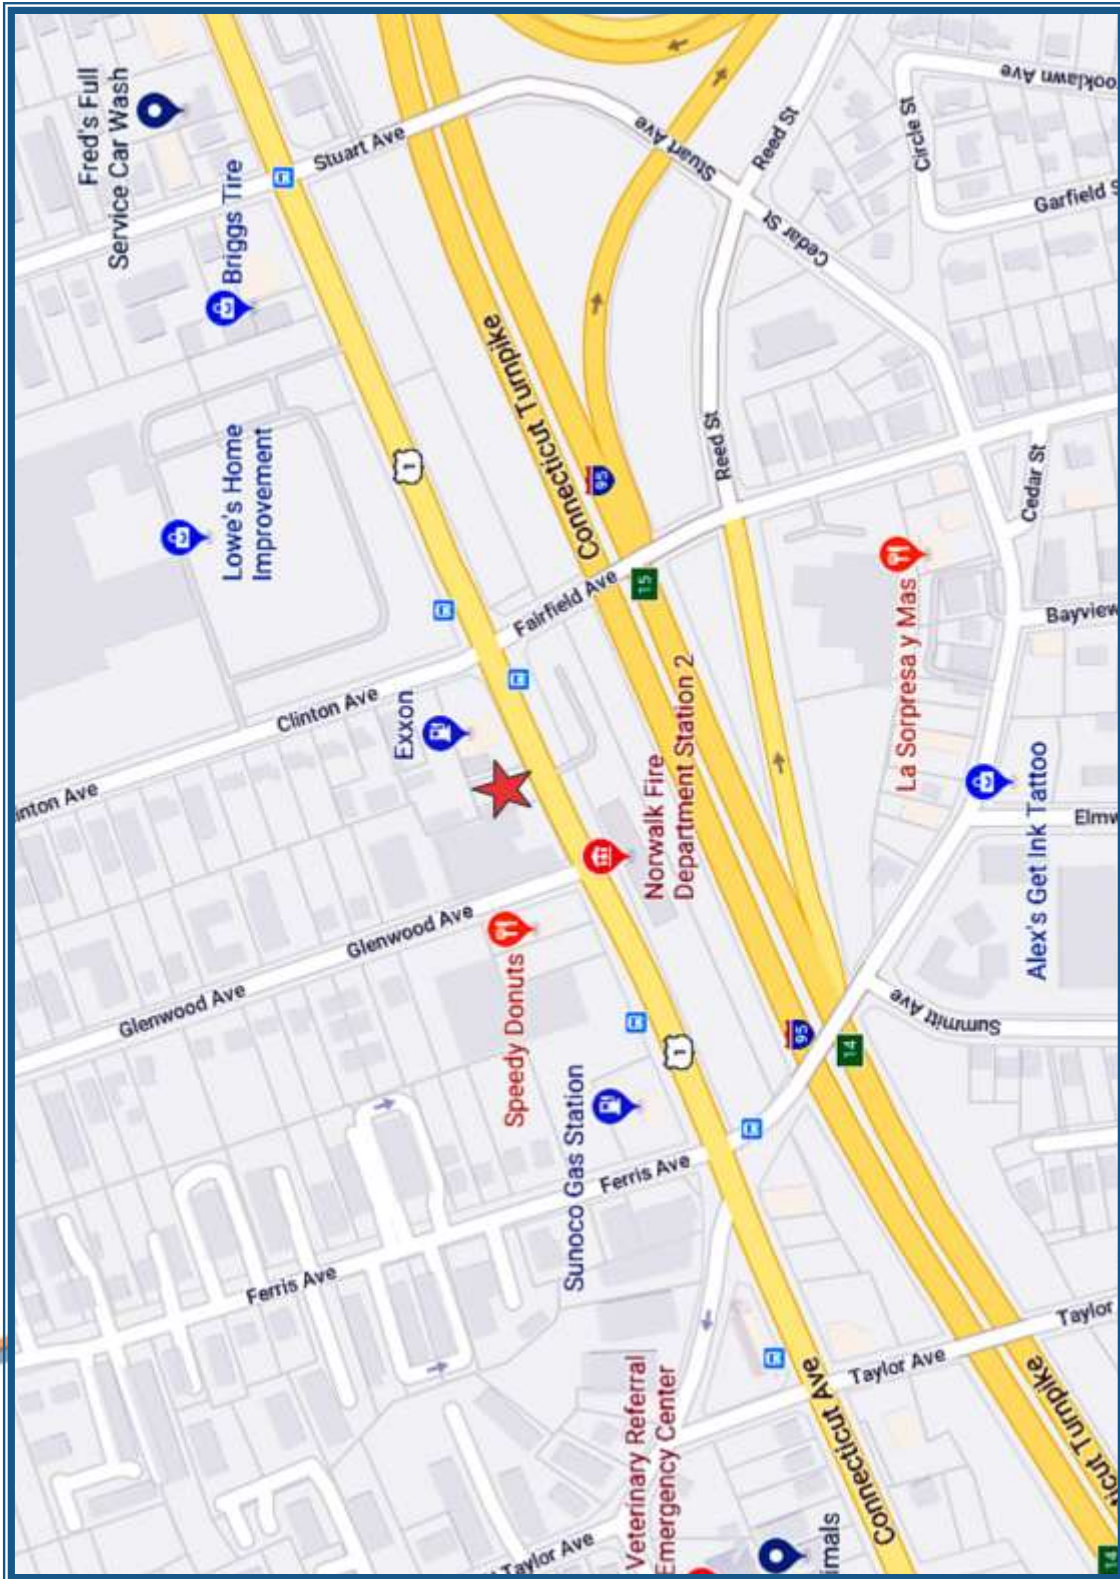 Fred's Full
Service Car Wash
Briggs Tire
Stuart Ave
Stuart Ave
Reed St
Circle St
Garfield
Cedar St
Lowe's Home
Improvement
1
Connecticut Turnpike
95
Reed St
Cedar St
Fairfield Ave
15
Clinton Ave
Exxon
La Sorpresa y Mas
Bayview
inton Ave
Norwalk Fire
Department Station 2
Alex's Get Ink Tattoo
Elmw
Glenwood Ave
Glenwood Ave
Speedy Donuts
1
95
14
Summitt Ave
Sunoco Gas Station
Ferris Ave
Ferris Ave
Taylor
Taylor Ave
Connecticut Ave
Veterinary Referral
Emergency Center
Taylor Ave
imals
icut Turnpike
14